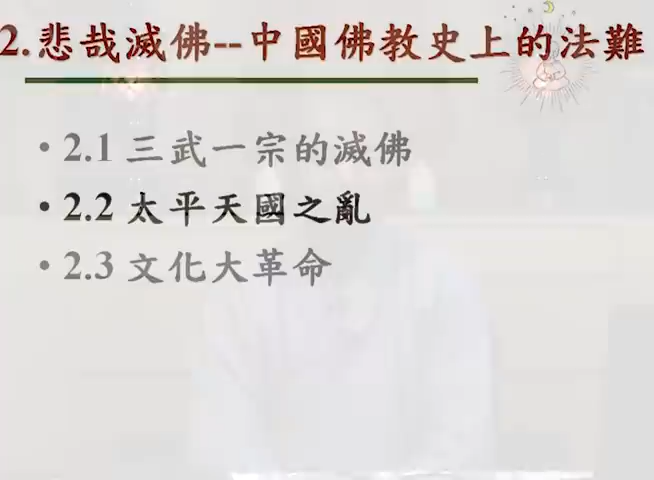 2.悲哉滅佛--中國佛教史上的法難
• 2.1 三武一宗的滅佛
• 2.2 太平天國之亂
• 2.3 文化大革命